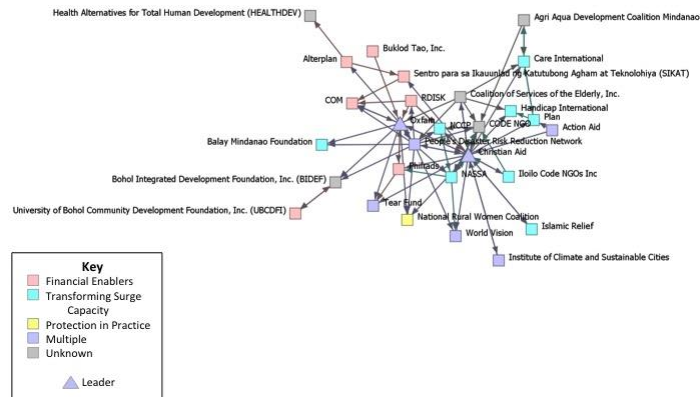 Health Alternatives for Total Human Development (HEALTHDEV)
Agri Aqua Development Coalition Mindanao
Buklod Tao, Inc.
Alterplan
Care International
Sentro para sa Ikauunlad ng Katutubong Agham at Teknolohiya (SIKAT)
Coalition of Services of the Elderly, Inc.
COM
RDISK
Handicap International
Plan
Oxfam
NCCP
CODE NGO
Action Aid
Balay Mindanao Foundation
People's Disaster Risk Reduction Network
Christian Aid
Philrads
NASSA
Iloilo Code NGOs Inc
Bohol Integrated Development Foundation, Inc. (BIDEF)
Tear Fund
University of Bohol Community Development Foundation, Inc. (UBCDFI)
National Rural Women Coalition
Islamic Relief
World Vision
Institute of Climate and Sustainable Cities
Key
Financial Enablers
Transforming Surge
Capacity
Protection in Practice
Multiple
Unknown
Leader